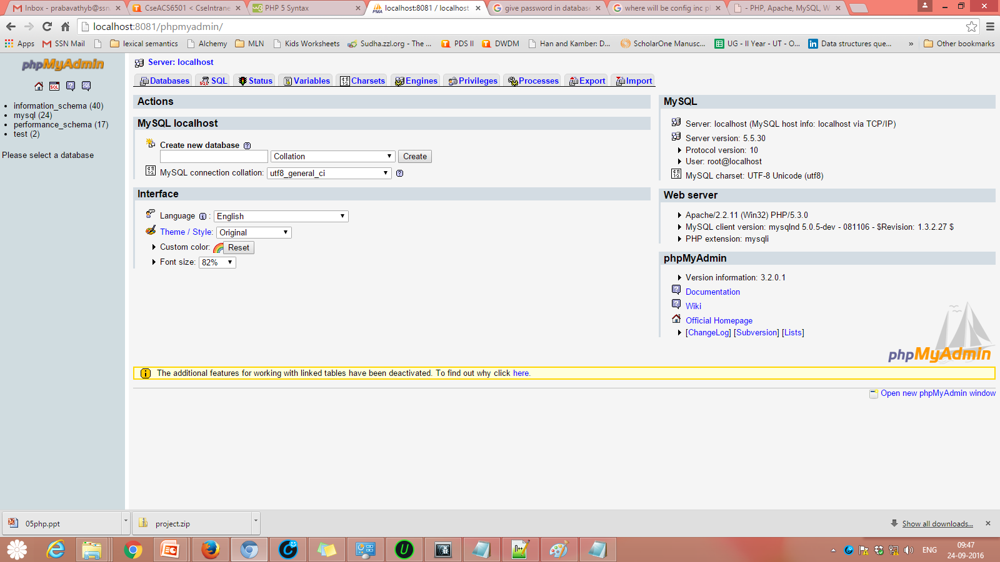 Inbox - prabavathyb@ssn
CseACS6501 < CseIntrane
PHP 5 Syntax
localhost:8081 / localhost
give password in database
where will be config inc p
- PHP, Apache, MySQL, W
localhost:8081/phpmyadmin/
Apps
SSN Mail
lexical semantics
Alchemy
MLN
Kids Worksheets
Sudha.zzl.org - The ...
PDS II
DWDM
Han and Kamber: D...
ScholarOne Manusc...
UG - II Year - UT - O...
Data structures que...
»
Other bookmarks
phpMyAdmin
SQL
information_schema (40)
mysql (24)
performance_schema (17)
test (2)
Please select a database
Server: localhost
Databases
SQL
Status
Variables
Charsets
Engines
Privileges
Processes
Export
Import
Actions
MySQL localhost
Create new database
Collation
Create
MySQL connection collation:
utf8_general_ci
Interface
Language
:
English
Theme / Style:
Original
Custom color:
Reset
Font size:
82%
MySQL
Server: localhost (MySQL host info: localhost via TCP/IP)
Server version: 5.5.30
Protocol version: 10
User: root@localhost
MySQL charset: UTF-8 Unicode (utf8)
Web server
Apache/2.2.11 (Win32) PHP/5.3.0
MySQL client version: mysqlnd 5.0.5-dev - 081106 - $Revision: 1.3.2.27 $
PHP extension: mysqli
phpMyAdmin
Version information: 3.2.0.1
Documentation
Wiki
Official Homepage
[ChangeLog] [Subversion] [Lists]
phpMyAdmin
The additional features for working with linked tables have been deactivated. To find out why click here.
Open new phpMyAdmin window
05php.ppt
project.zip
Show all downloads...
ENG
09:47
24-09-2016